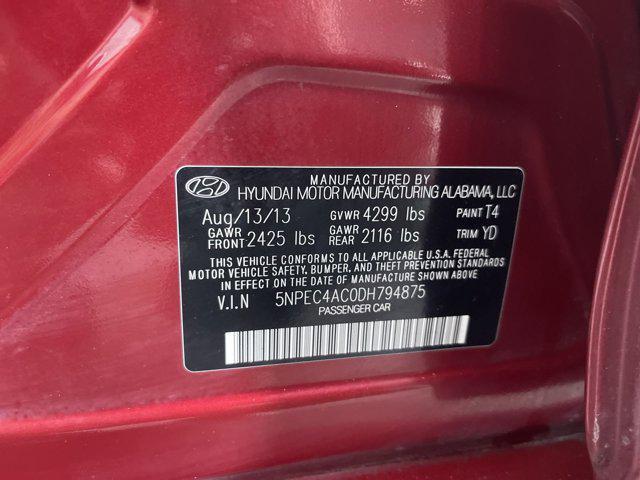 MANUFACTURED BY
HYUNDAI MOTOR MANUFACTURING ALABAMA, LLC
Aug/13/13 GVWR 4299 lbs PAINT T4
GAWR FRONT 2425 lbs GAWR REAR 2116 lbs TRIM YD
THIS VEHICLE CONFORMS TO ALL APPLICABLE U.S.A. FEDERAL
MOTOR VEHICLE SAFETY, BUMPER, AND THEFT PREVENTION STANDARDS
IN EFFECT ON THE DATE OF MANUFACTURE SHOWN ABOVE
V.I.N 5NPEC4AC0DH794875
PASSENGER CAR